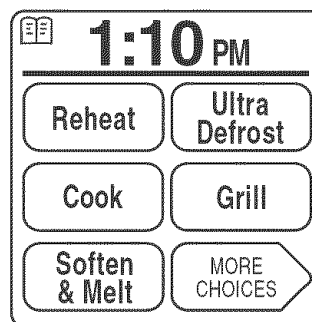 1:10 PM
Reheat
Ultra
Defrost
Cook
Grill
Soften
& Melt
MORE
CHOICES